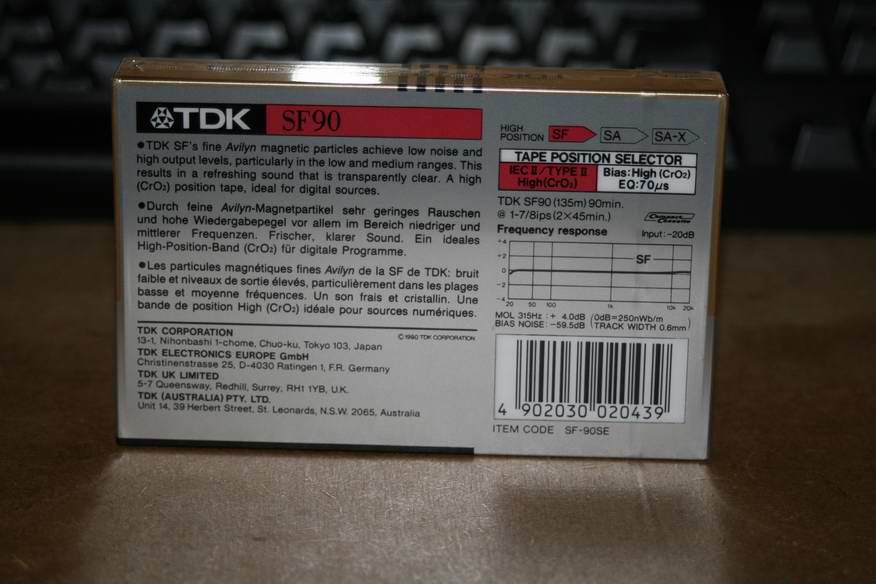 TDK SF90
•TDK SF's fine Avilyn magnetic particles achieve low noise and
high output levels, particularly in the low and medium ranges. This
results in a refreshing sound that is transparently clear. A high
(CrO₂) position tape, ideal for digital sources.
•Durch feine Avilyn-Magnetpartikel sehr geringes Rauschen
und hohe Wiedergabepegel vor allem im Bereich niedriger und
mittlerer Frequenzen. Frischer, klarer Sound. Ein ideales
High-Position-Band (CrO₂) für digitale Programme.
•Les particules magnétiques fines Avilyn de la SF de TDK: bruit
faible et niveaux de sortie élevés, particulièrement dans les plages
basse et moyenne fréquences. Un son frais et cristallin. Une
bande de position High (CrO₂) idéale pour sources numériques.
TDK CORPORATION
© 1990 TDK CORPORATION
13-1, Nihonbashi 1-chome, Chuo-ku, Tokyo 103, Japan
TDK ELECTRONICS EUROPE GmbH
Christinenstrasse 25, D-4030 Ratingen 1, F.R. Germany
TDK UK LIMITED
5-7 Queensway, Redhill, Surrey, RH1 1YB, U.K.
TDK (AUSTRALIA) PTY. LTD.
Unit 14, 39 Herbert Street, St. Leonards, N.S.W. 2065, Australia
HIGH
POSITION SF SA SA-X
TAPE POSITION SELECTOR
IEC II/TYPE II
High(CrO₂)
Bias: High (CrO₂)
EQ: 70µs
TDK SF90 (135m) 90min.
@ 1-7/8ips (2×45min.)
Compact Cassette
Frequency response Input: -20dB
+4
+2
0
-2
-4
SF
20 50 100 1k 10k 20k
MOL 315Hz : + 4.0dB (0dB=250nWb/m
BIAS NOISE : -59.5dB (TRACK WIDTH 0.6mm)
4 902030 020439
ITEM CODE SF-90SE